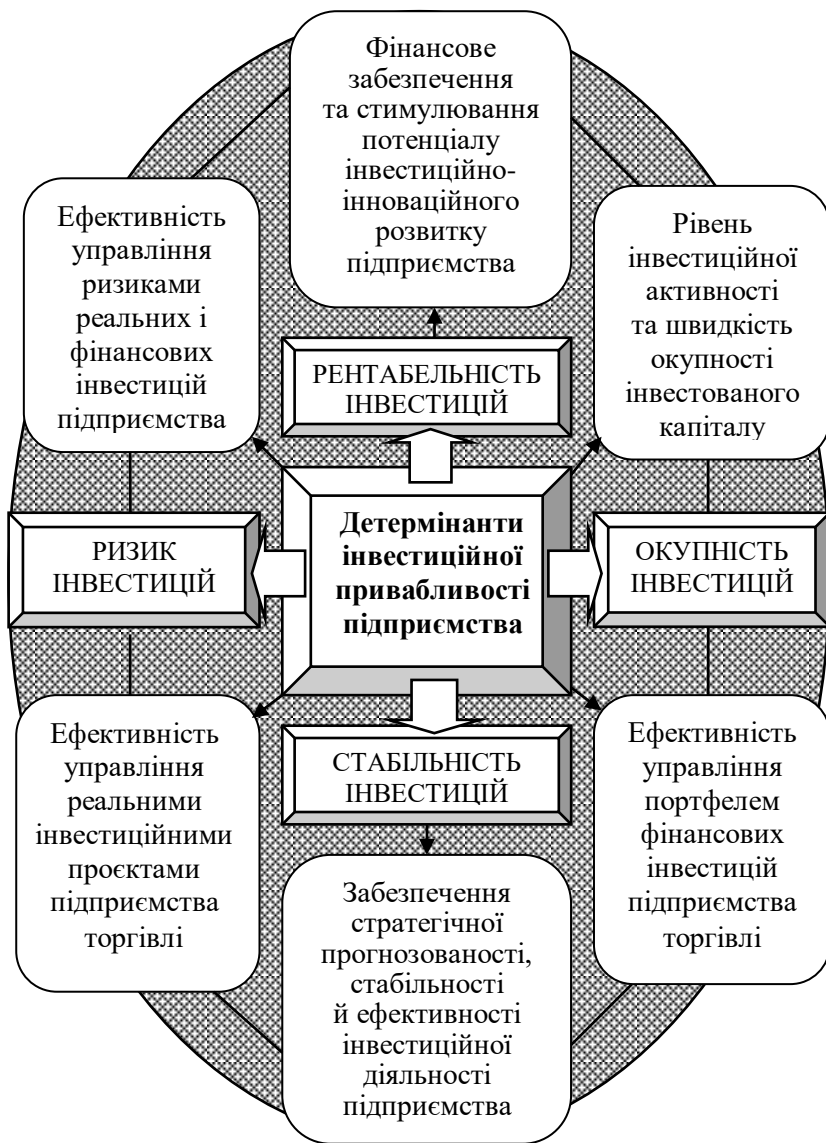 Фінансове
забезпечення
та стимулювання
потенціалу
інвестиційно-
інноваційного
розвитку
підприємства
Ефективність
управління
ризиками
реальних і
фінансових
інвестицій
підприємства
Рівень
інвестиційної
активності
та швидкість
окупності
інвестованого
капіталу
РЕНТАБЕЛЬНІСТЬ
ІНВЕСТИЦІЙ
РИЗИК
ІНВЕСТИЦІЙ
Детермінанти
інвестиційної
привабливості
підприємства
ОКУПНІСТЬ
ІНВЕСТИЦІЙ
СТАБІЛЬНІСТЬ
ІНВЕСТИЦІЙ
Ефективність
управління
реальними
інвестиційними
проєктами
підприємства
торгівлі
Ефективність
управління
портфелем
фінансових
інвестицій
підприємства
торгівлі
Забезпечення
стратегічної
прогнозованості,
стабільності
й ефективності
інвестиційної
діяльності
підприємства